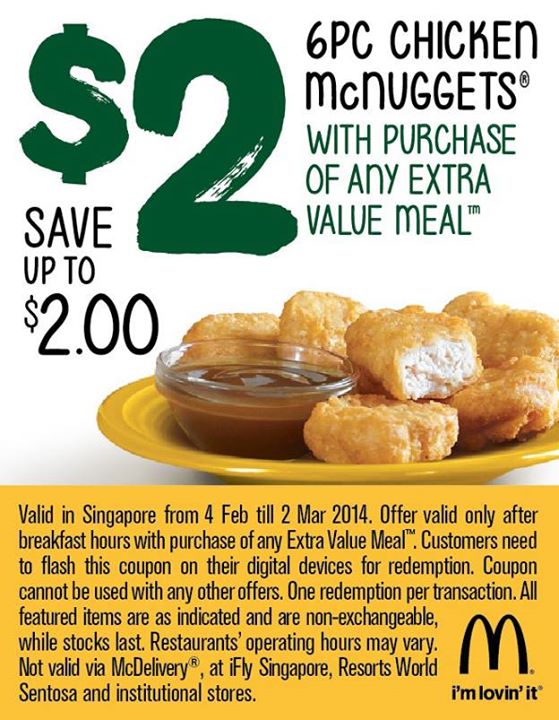 $2
6PC CHICKEN
McNUGGETS®
WITH PURCHASE
OF ANY EXTRA
VALUE MEAL™
SAVE
UP TO
$2.00
Valid in Singapore from 4 Feb till 2 Mar 2014. Offer valid only after
breakfast hours with purchase of any Extra Value Meal™. Customers need
to flash this coupon on their digital devices for redemption. Coupon
cannot be used with any other offers. One redemption per transaction. All
featured items are as indicated and are non-exchangeable,
while stocks last. Restaurants' operating hours may vary.
Not valid via McDelivery®, at iFly Singapore, Resorts World
Sentosa and institutional stores.
i'm lovin' it®